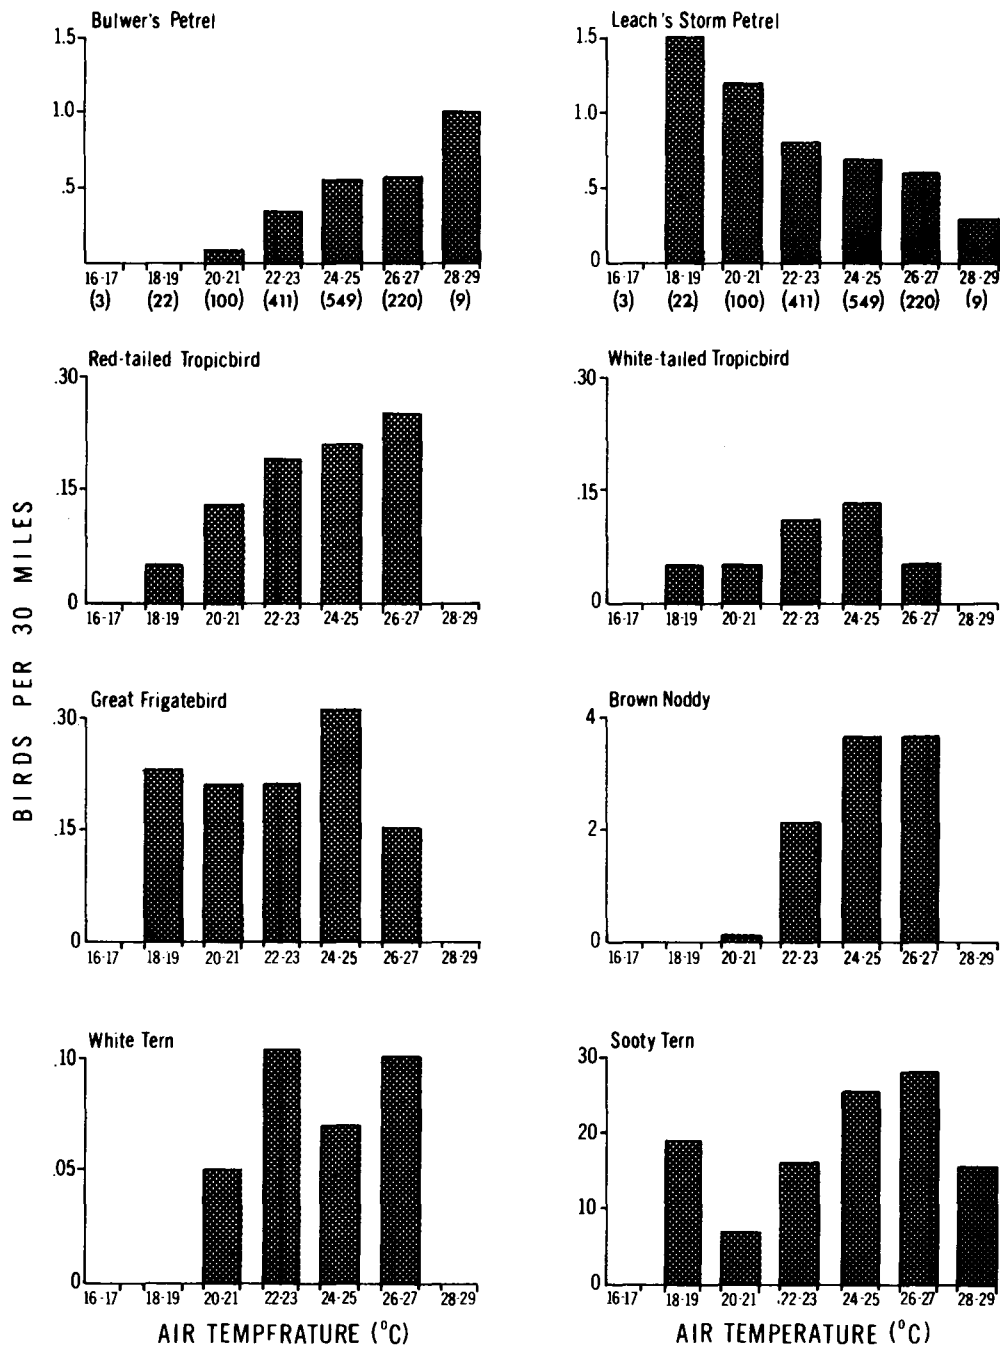 Bulwer's Petrel
1.5
1.0
.5
16-17 18-19 20-21 22-23 24-25 26-27 28-29
(3) (22) (100) (411) (549) (220) (9)
Leach's Storm Petrel
1.5
1.0
.5
0
16-17 18-19 20-21 22-23 24-25 26-27 28-29
(3) (22) (100) (411) (549) (220) (9)
Red-tailed Tropicbird
.30
.15
0
16-17 18-19 20-21 22-23 24-25 26-27 28-29
White-tailed Tropicbird
.30
.15
0
16-17 18-19 20-21 22-23 24-25 26-27 28-29
BIRDS PER 30 MILES
Great Frigatebird
.30
.15
0
16-17 18-19 20-21 22-23 24-25 26-27 28-29
Brown Noddy
4
2
0
16-17 18-19 20-21 22-23 24-25 26-27 28-29
White Tern
.10
.05
0
16-17 18-19 20-21 22-23 24-25 26-27 28-29
AIR TEMPFRATURE (°C)
Sooty Tern
30
20
10
0
16-17 18-19 20-21 22-23 24-25 26-27 28-29
AIR TEMPERATURE (°C)